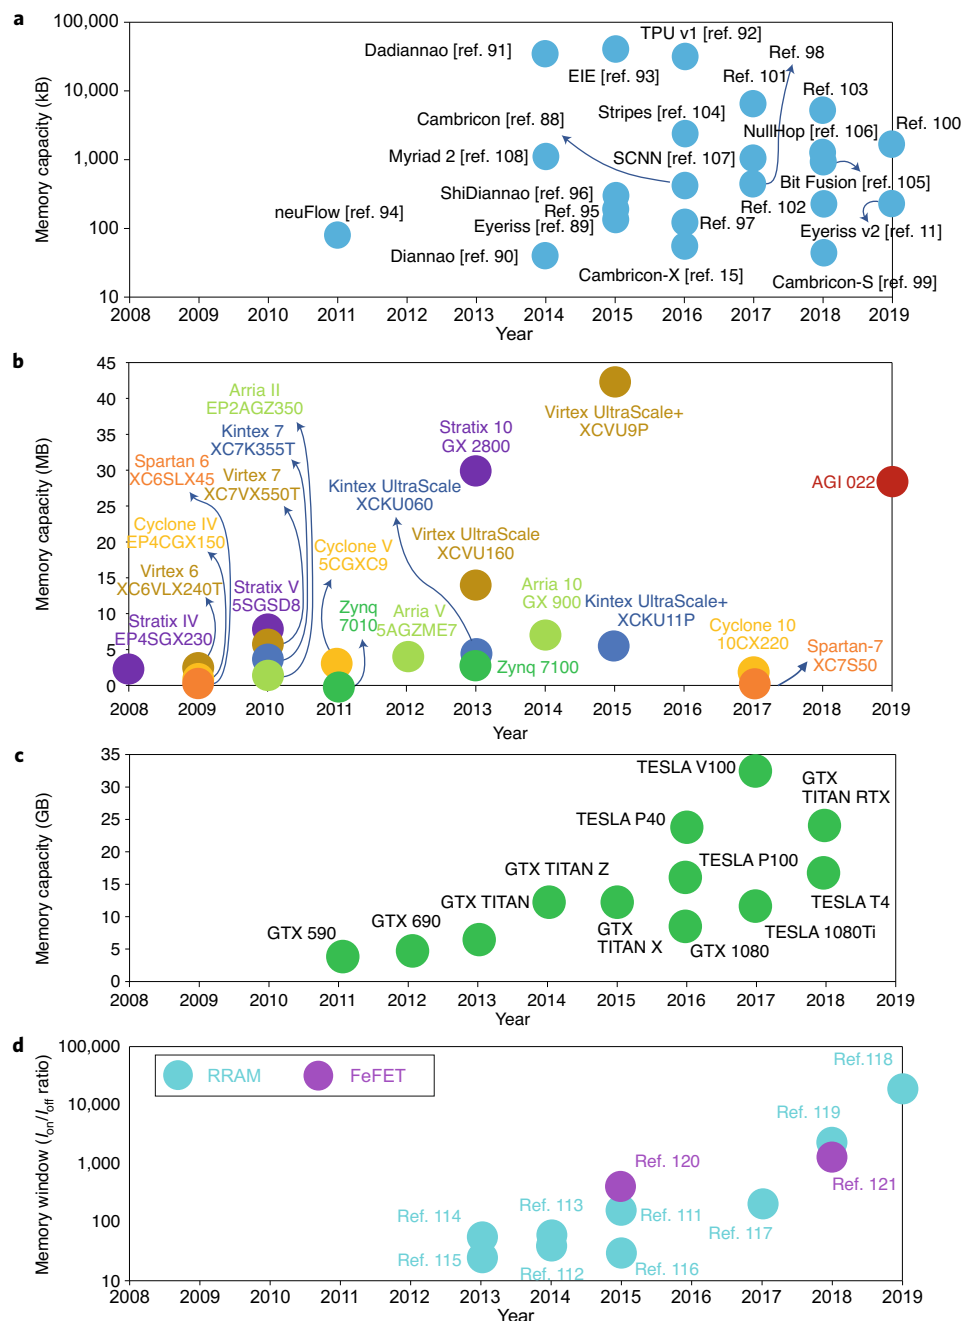 a
Memory capacity (kB)
100,000
10,000
1,000
100
10
Dadiannao [ref. 91]
EIE [ref. 93]
TPU v1 [ref. 92]
Ref. 98
Ref. 101
Ref. 103
Cambricon [ref. 88]
Stripes [ref. 104]
NullHop [ref. 106]
Ref. 100
Myriad 2 [ref. 108]
SCNN [ref. 107]
Bit Fusion [ref. 105]
ShiDiannao [ref. 96]
Ref. 95
Ref. 102
neuFlow [ref. 94]
Eyeriss [ref. 89]
Ref. 97
Eyeriss v2 [ref. 11]
Diannao [ref. 90]
Cambricon-X [ref. 15]
Cambricon-S [ref. 99]
2008 2009 2010 2011 2012 2013 2014 2015 2016 2017 2018 2019
Year
b
Memory capacity (MB)
45
40
35
30
25
20
15
10
5
0
Arria II
EP2AGZ350
Kintex 7
XC7K355T
Spartan 6
XC6SLX45
Virtex 7
XC7VX550T
Cyclone IV
EP4CGX150
Virtex 6
XC6VLX240T
Stratix IV
EP4SGX230
Stratix V
5SGSD8
Cyclone V
5CGXC9
Zynq
7010
Kintex UltraScale
XCKU060
Stratix 10
GX 2800
Virtex UltraScale
XCVU160
Virtex UltraScale+
XCVU9P
AGI 022
Arria V
5AGZME7
Arria 10
GX 900
Kintex UltraScale+
XCKU11P
Zynq 7100
Cyclone 10
10CX220
Spartan-7
XC7S50
2008 2009 2010 2011 2012 2013 2014 2015 2016 2017 2018 2019
Year
c
Memory capacity (GB)
35
30
25
20
15
10
5
0
TESLA V100
GTX
TITAN RTX
TESLA P40
GTX TITAN Z
TESLA P100
GTX TITAN
TESLA T4
GTX 690
GTX 590
GTX
TITAN X
GTX 1080
TESLA 1080Ti
2008 2009 2010 2011 2012 2013 2014 2015 2016 2017 2018 2019
Year
d
Memory window (Ion/Ioff ratio)
100,000
10,000
1,000
100
10
RRAM
FeFET
Ref.118
Ref. 119
Ref. 120
Ref. 121
Ref. 114
Ref. 113
Ref. 111
Ref. 117
Ref. 115
Ref. 112
Ref. 116
2008 2009 2010 2011 2012 2013 2014 2015 2016 2017 2018 2019
Year